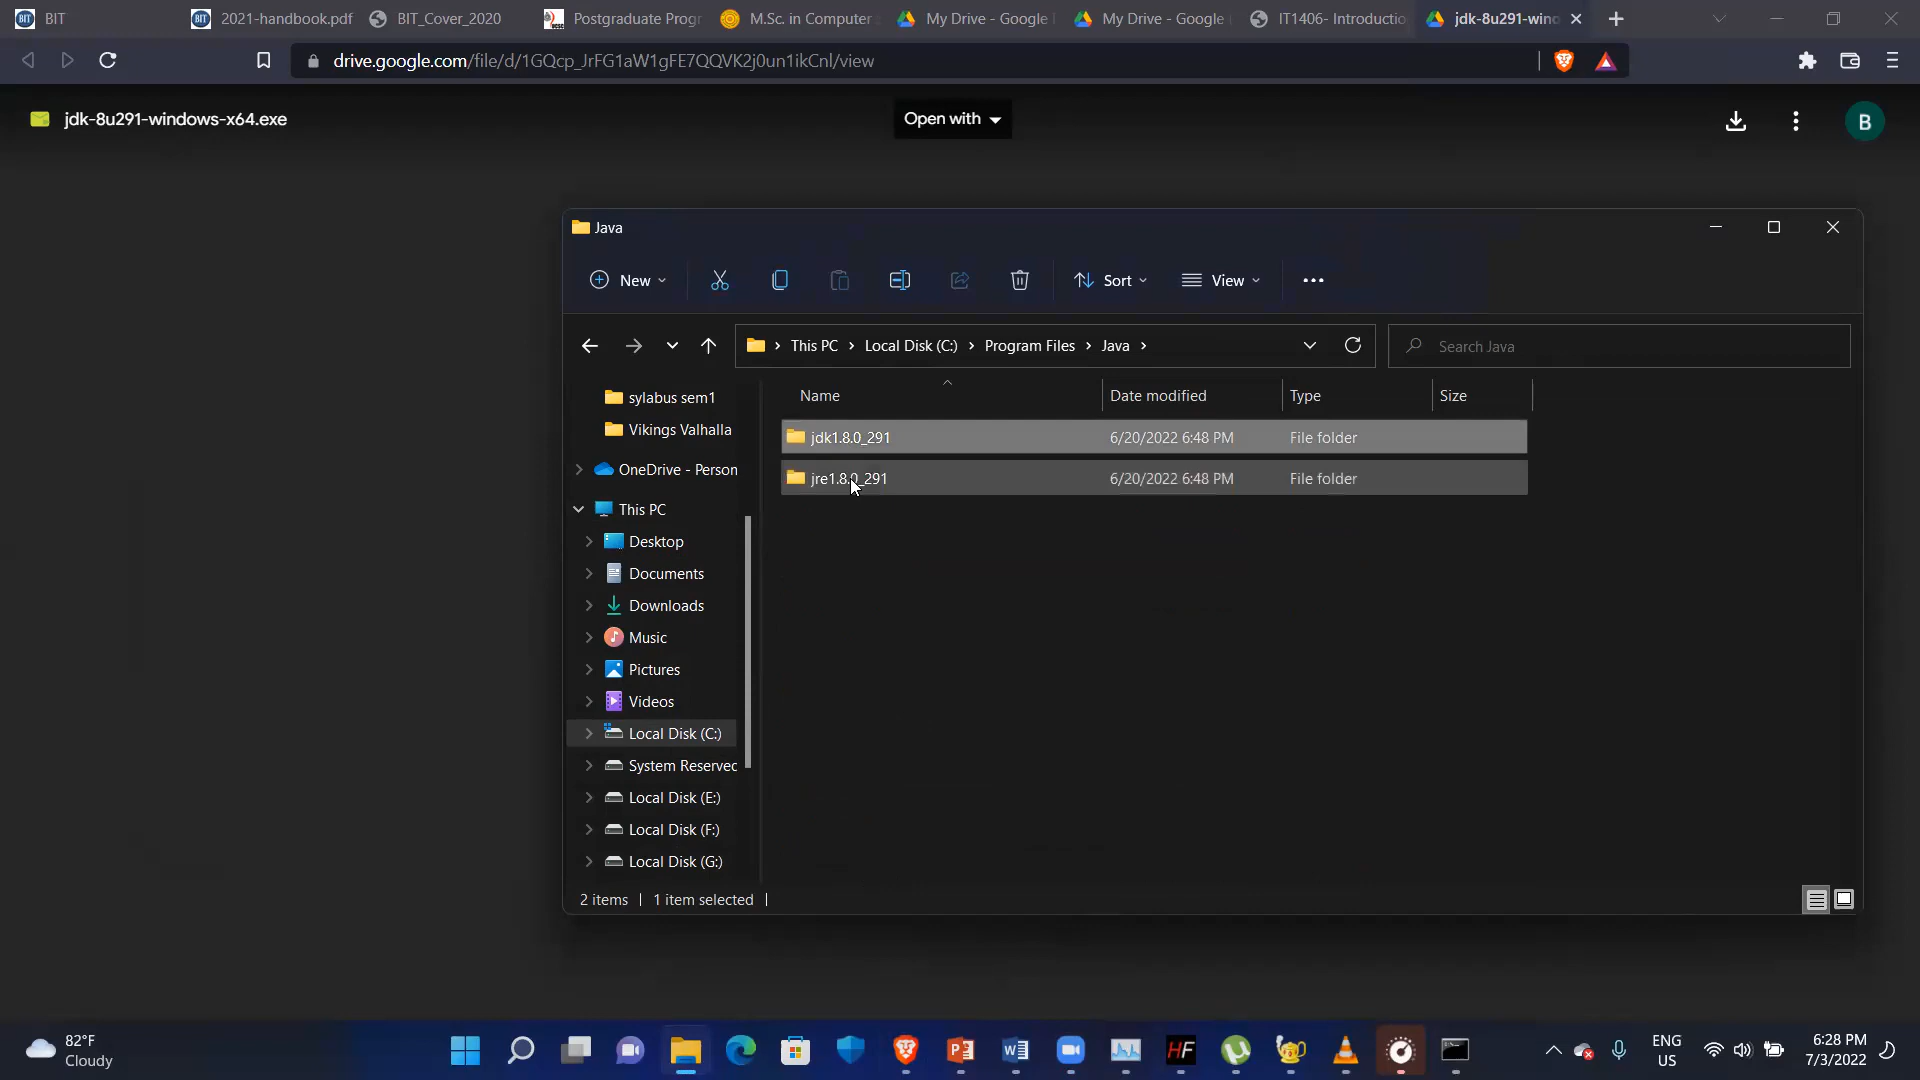 BIT
2021-handbook.pdf
BIT_Cover_2020
Postgraduate Prog
M.Sc. in Computer
My Drive - Google
My Drive - Google
IT1406- Introductio
jdk-8u291-wind
drive.google.com/file/d/1GQcp_JrFG1aW1gFE7QQVK2j0un1ikCnl/view
jdk-8u291-windows-x64.exe
Open with
B
Java
New
Sort
View
This PC
Local Disk (C:)
Program Files
Java
Search Java
Name
Date modified
Type
Size
jdk1.8.0_291
6/20/2022 6:48 PM
File folder
jre1.8.0_291
6/20/2022 6:48 PM
File folder
sylabus sem1
Vikings Valhalla
OneDrive - Person
This PC
Desktop
Documents
Downloads
Music
Pictures
Videos
Local Disk (C:)
System Reserved
Local Disk (E:)
Local Disk (F:)
Local Disk (G:)
2 items
1 item selected
82°F
Cloudy
HF
ENG
US
6:28 PM
7/3/2022